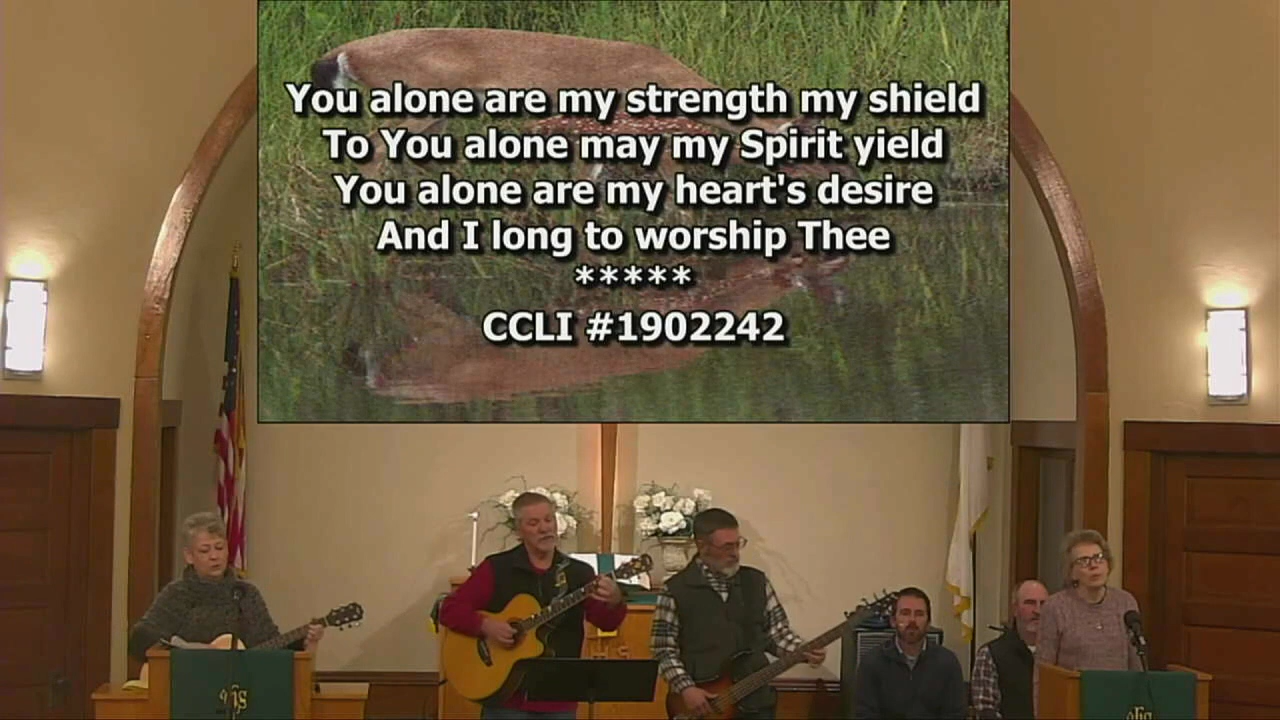 You alone are my strength my shield
To You alone may my Spirit yield
You alone are my heart's desire
And I long to worship Thee
*****
CCLI #1902242